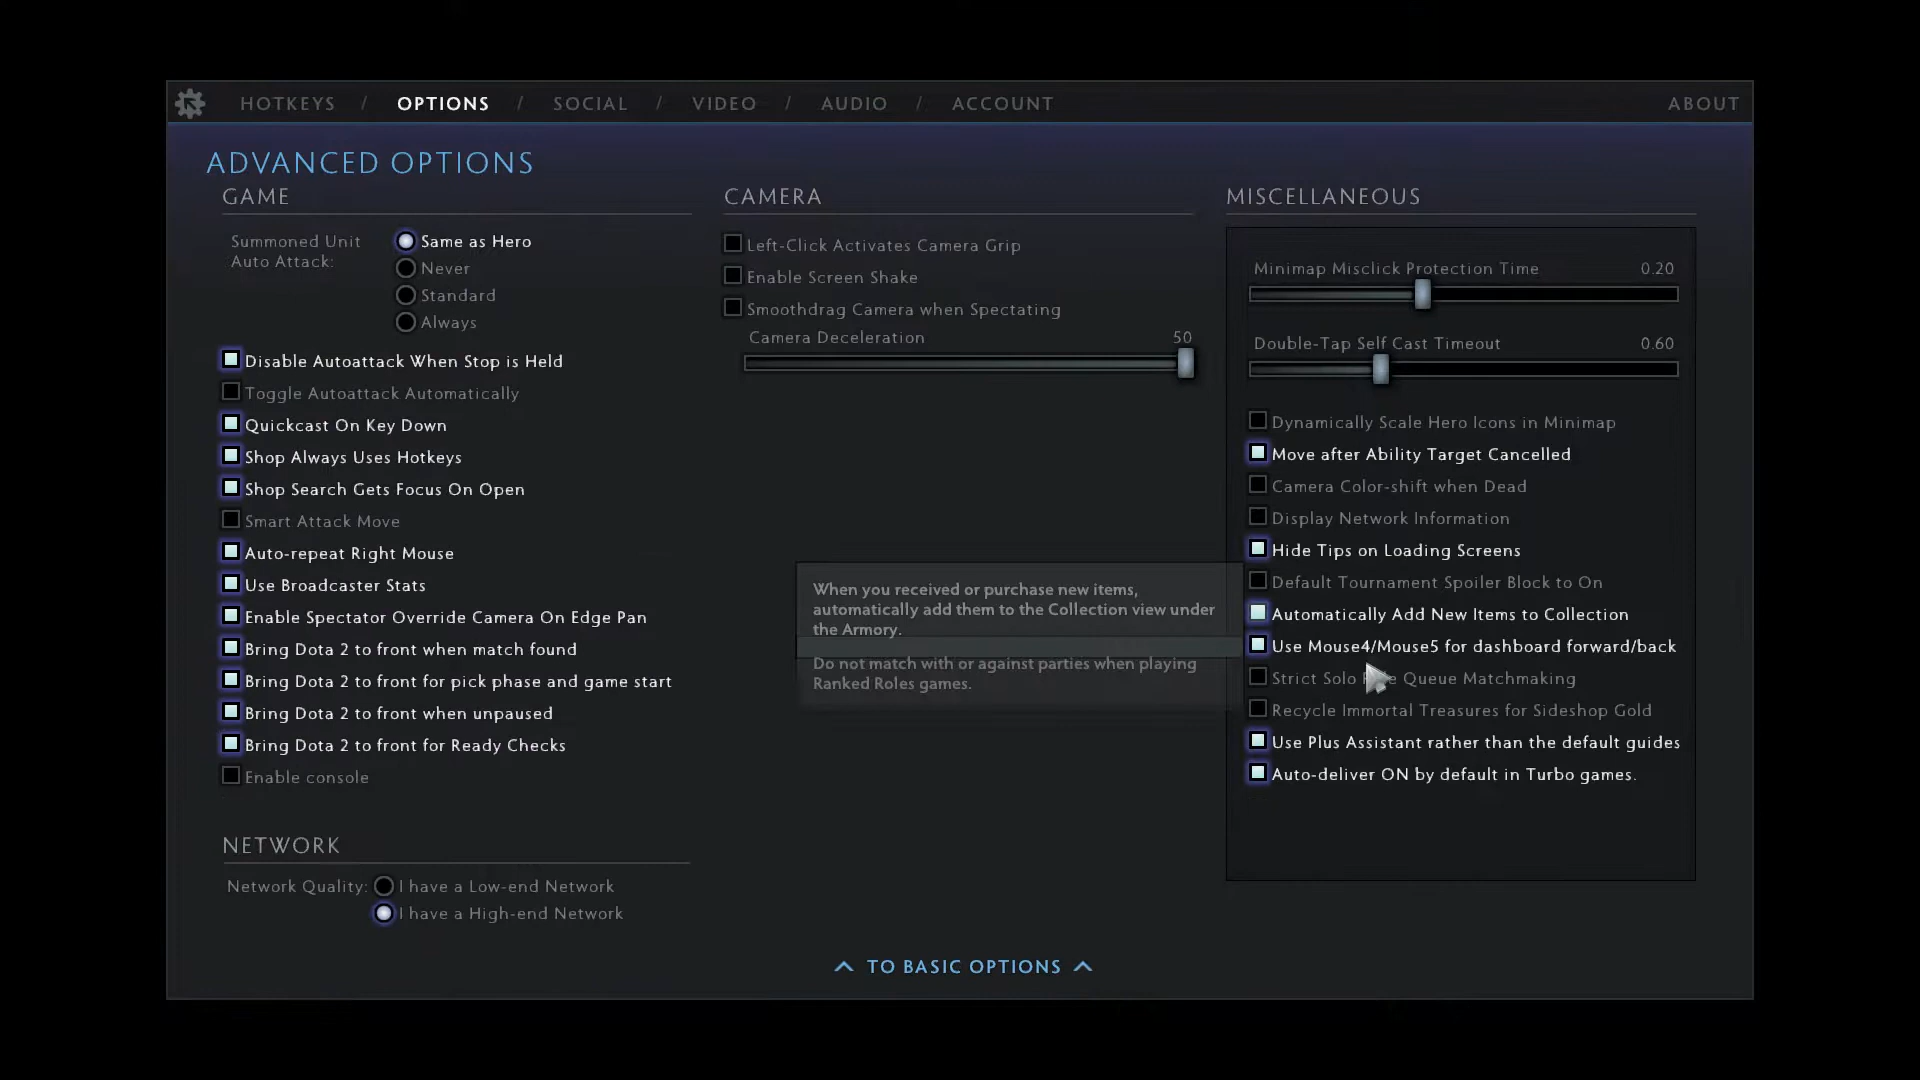 HOTKEYS / OPTIONS / SOCIAL / VIDEO / AUDIO / ACCOUNT ABOUT
ADVANCED OPTIONS
GAME
Summoned Unit
Auto Attack:
Same as Hero
Never
Standard
Always
Disable Autoattack When Stop is Held
Toggle Autoattack Automatically
Quickcast On Key Down
Shop Always Uses Hotkeys
Shop Search Gets Focus On Open
Smart Attack Move
Auto-repeat Right Mouse
Use Broadcaster Stats
Enable Spectator Override Camera On Edge Pan
Bring Dota 2 to front when match found
Bring Dota 2 to front for pick phase and game start
Bring Dota 2 to front when unpaused
Bring Dota 2 to front for Ready Checks
Enable console
NETWORK
Network Quality:
I have a Low-end Network
I have a High-end Network
CAMERA
Left-Click Activates Camera Grip
Enable Screen Shake
Smoothdrag Camera when Spectating
Camera Deceleration 50
When you received or purchase new items,
automatically add them to the Collection view under
the Armory.
Do not match with or against parties when playing
Ranked Roles games.
MISCELLANEOUS
Minimap Misclick Protection Time 0.20
Double-Tap Self Cast Timeout 0.60
Dynamically Scale Hero Icons in Minimap
Move after Ability Target Cancelled
Camera Color-shift when Dead
Display Network Information
Hide Tips on Loading Screens
Default Tournament Spoiler Block to On
Automatically Add New Items to Collection
Use Mouse4/Mouse5 for dashboard forward/back
Strict Solo Queue Matchmaking
Recycle Immortal Treasures for Sideshop Gold
Use Plus Assistant rather than the default guides
Auto-deliver ON by default in Turbo games.
TO BASIC OPTIONS